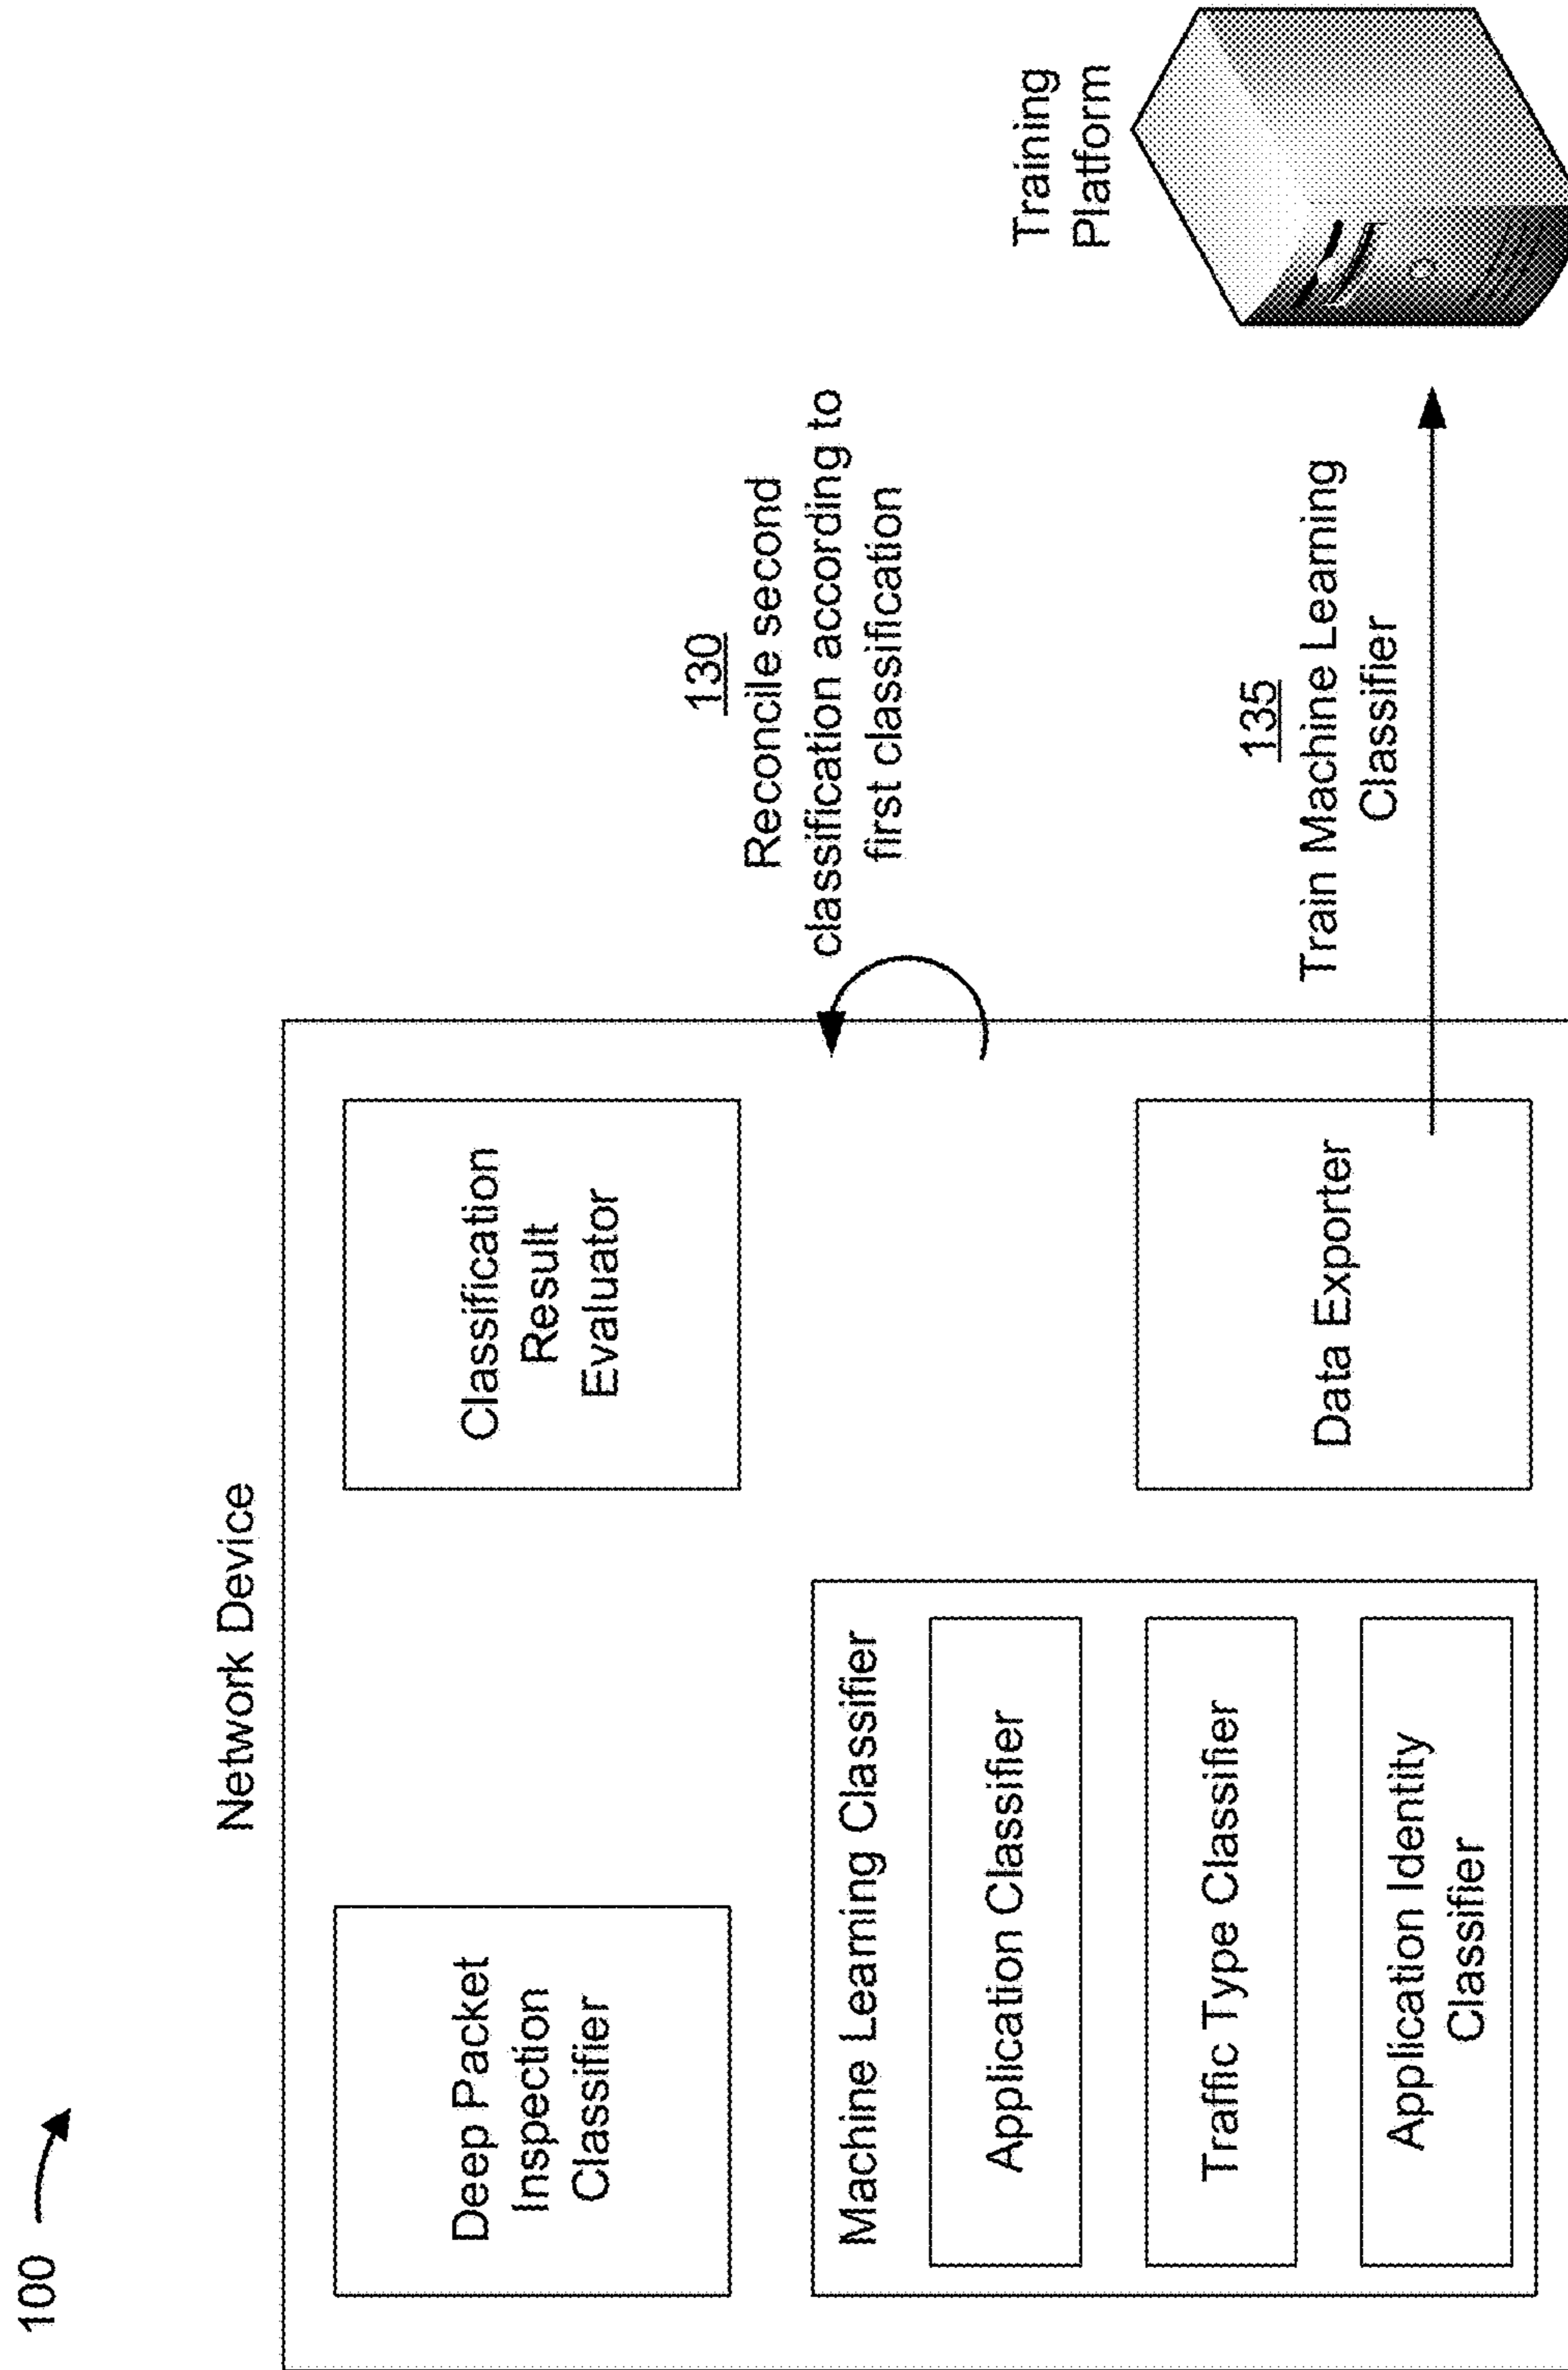 100
Network Device
Deep Packet
Inspection
Classifier
Classification
Result
Evaluator
Machine Learning Classifier
Application Classifier
Traffic Type Classifier
Application Identity
Classifier
Data Exporter
130
Reconcile second
classification according to
first classification
135
Train Machine Learning
Classifier
Training
Platform